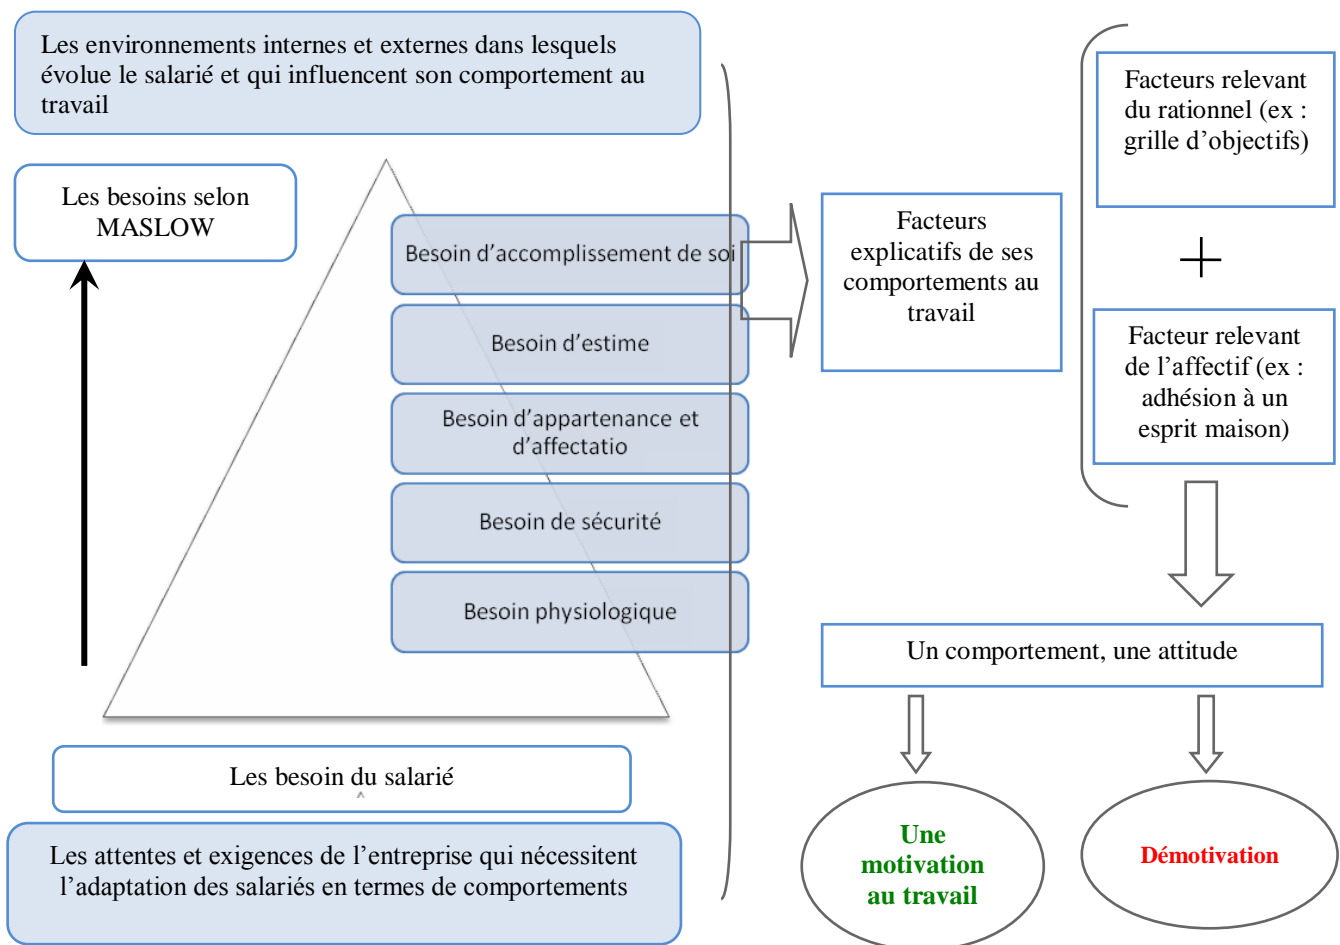 Les environnements internes et externes dans lesquels
évolue le salarié et qui influencent son comportement au
travail
Les besoins selon
MASLOW
Besoin d’accomplissement de soi
Besoin d’estime
Besoin d’appartenance et
d’affectatio
Besoin de sécurité
Besoin physiologique
Les besoin du salarié
Les attentes et exigences de l’entreprise qui nécessitent
l’adaptation des salariés en termes de comportements
Facteurs
explicatifs de ses
comportements au
travail
Facteurs relevant
du rationnel (ex :
grille d’objectifs)
+
Facteur relevant
de l’affectif (ex :
adhésion à un
esprit maison)
Un comportement, une attitude
Une
motivation
au travail
Démotivation